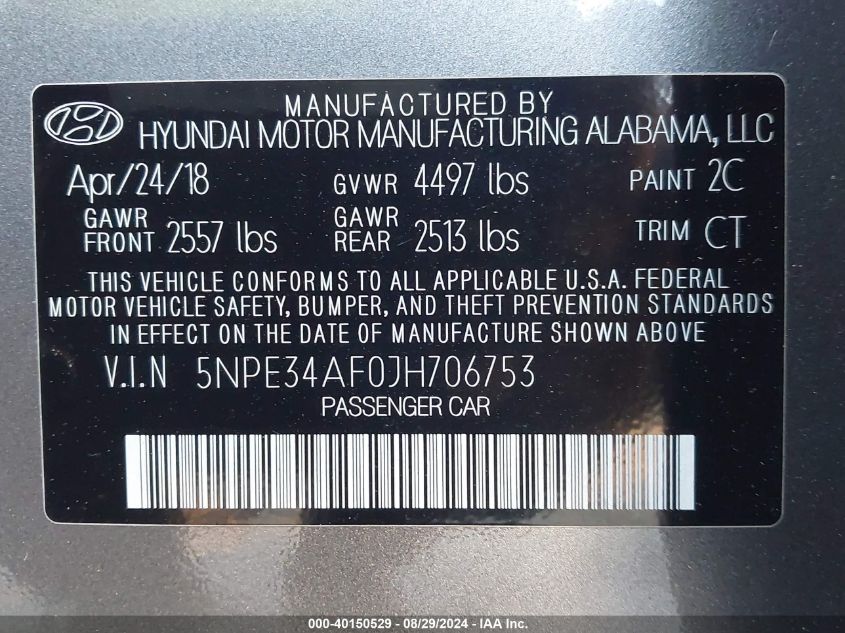 MANUFACTURED BY
HYUNDAI MOTOR MANUFACTURING ALABAMA, LLC
Apr/24/18 GVWR 4497 lbs PAINT 2C
GAWR FRONT 2557 lbs GAWR REAR 2513 lbs TRIM CT
THIS VEHICLE CONFORMS TO ALL APPLICABLE U.S.A. FEDERAL
MOTOR VEHICLE SAFETY, BUMPER, AND THEFT PREVENTION STANDARDS
IN EFFECT ON THE DATE OF MANUFACTURE SHOWN ABOVE
V.I.N 5NPE34AF0JH706753
PASSENGER CAR
000-40150529 - 08/29/2024 - IAA Inc.